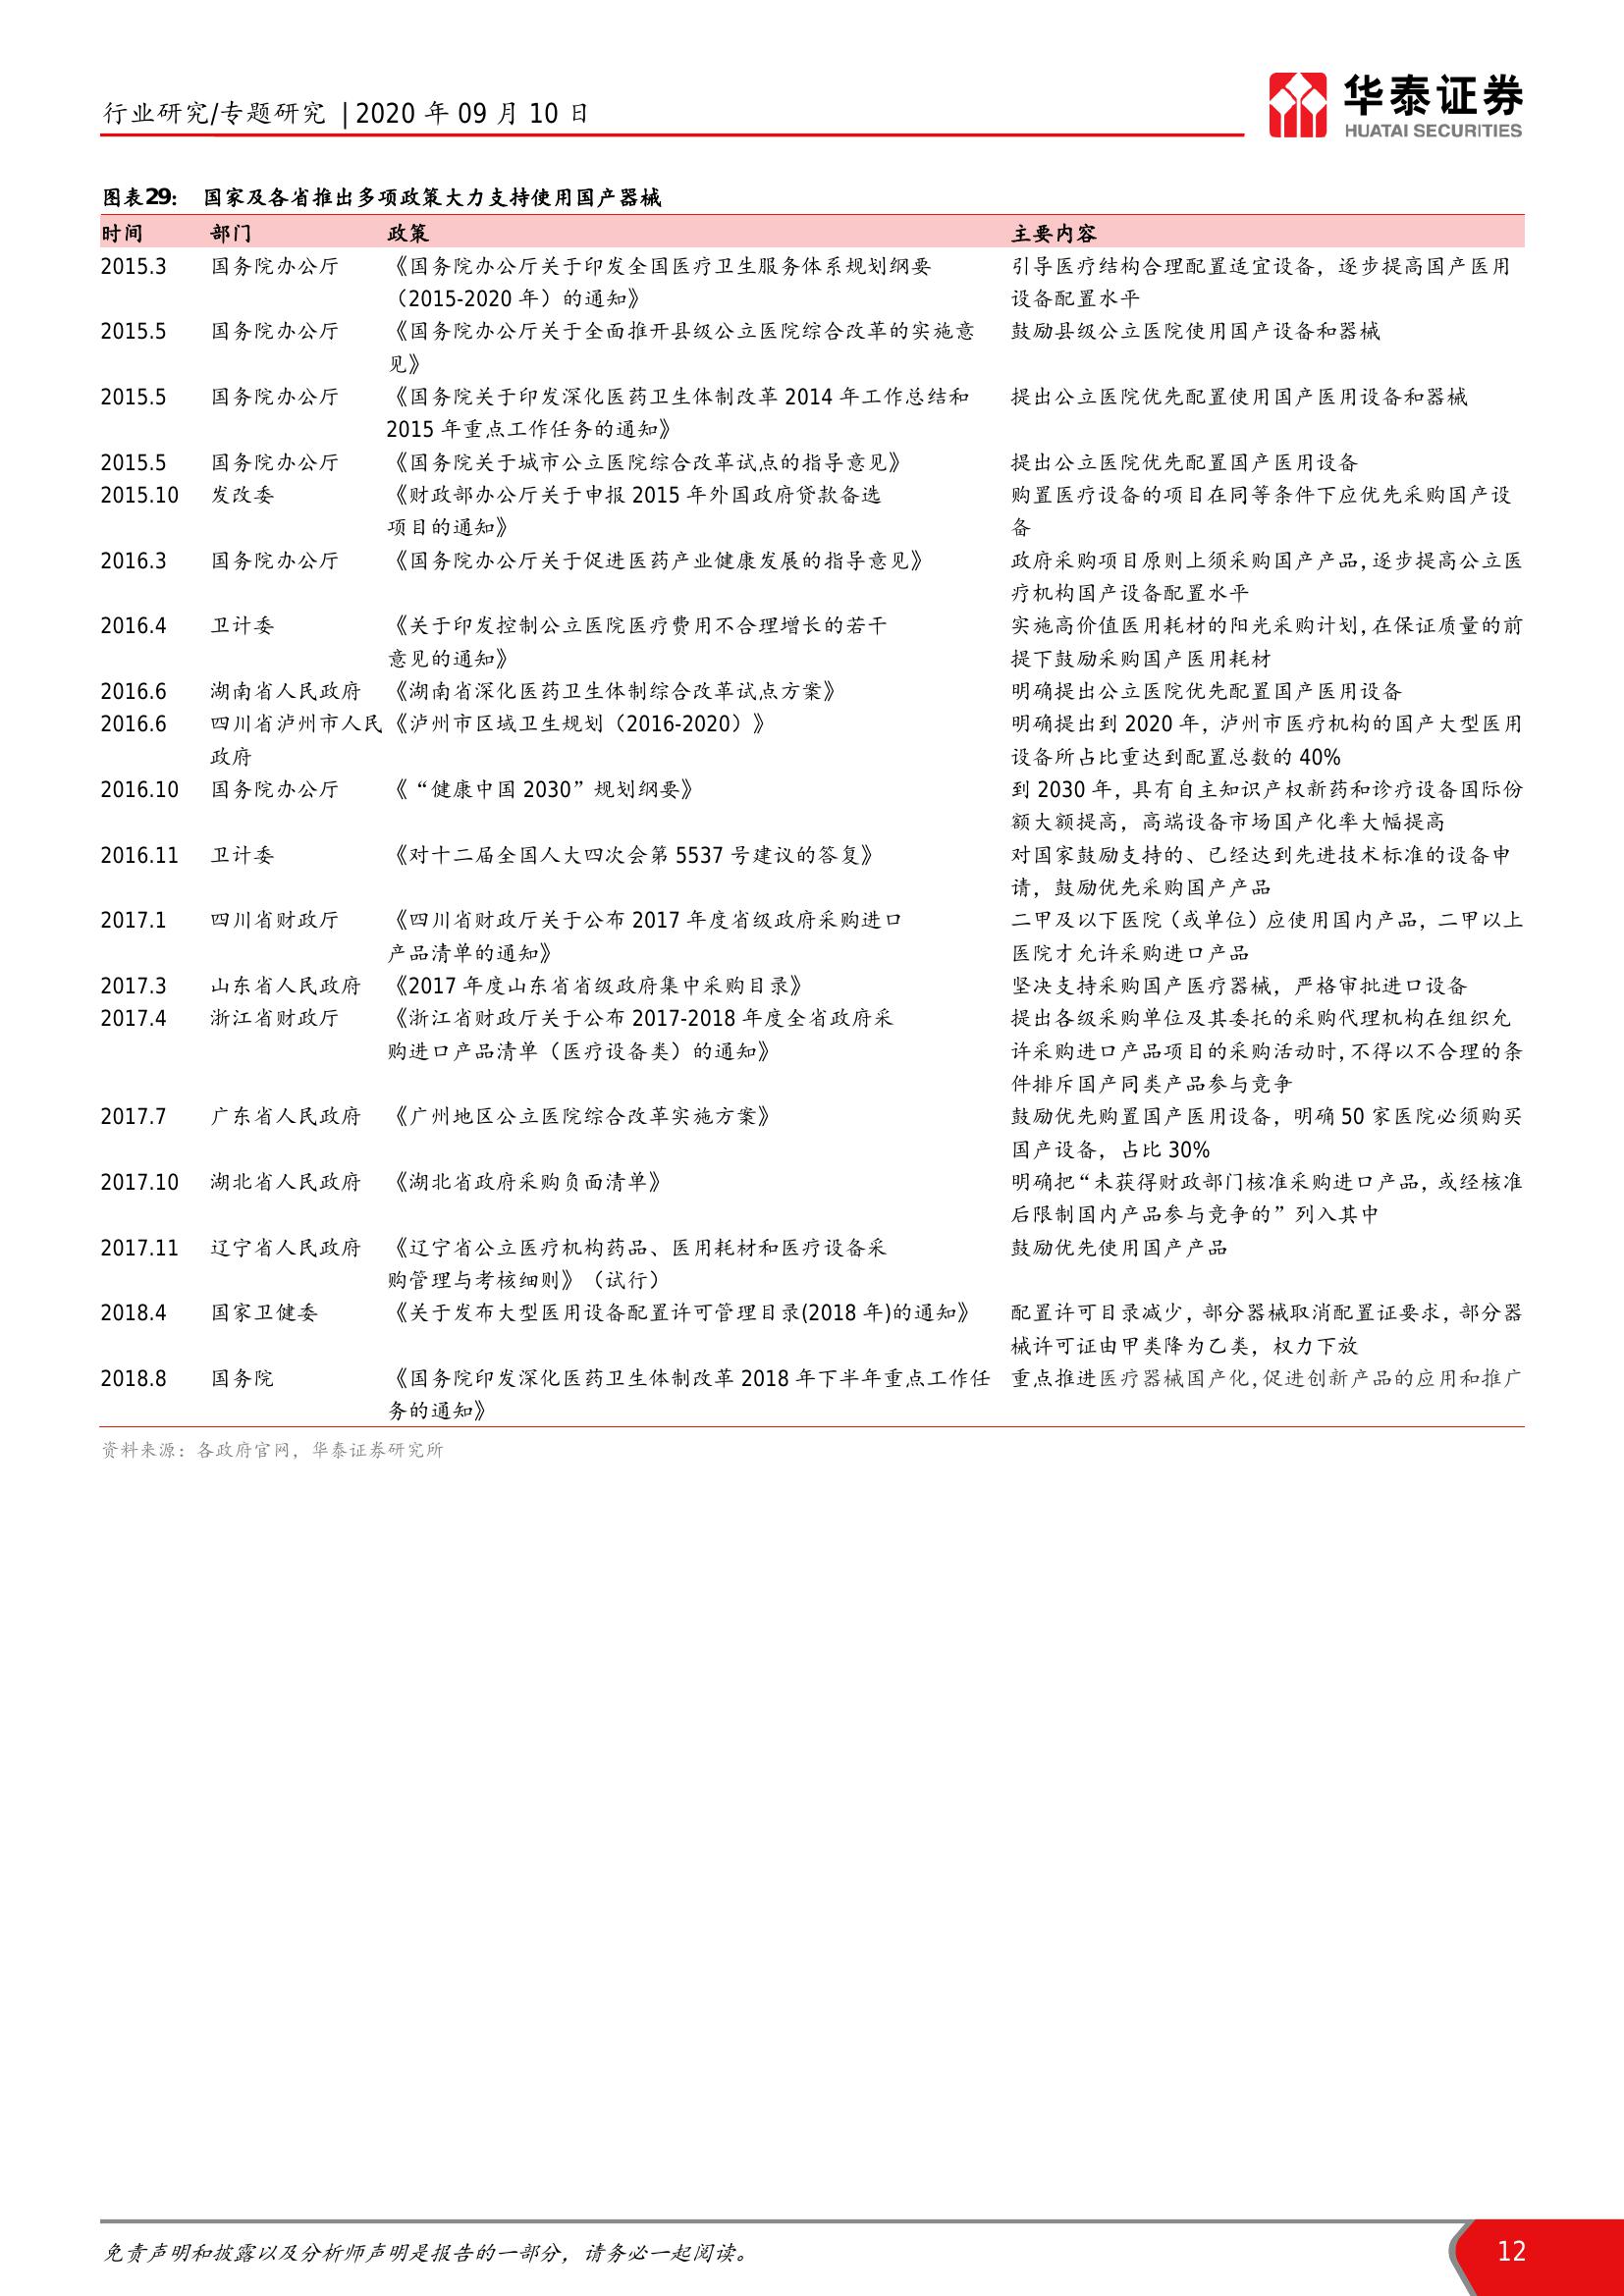 行业研究/专题研究 | 2020 年 09 月 10 日
华泰证券
HUATAI SECURITIES
图表29： 国家及各省推出多项政策大力支持使用国产器械
时间 部门 政策 主要内容
2015.3 国务院办公厅 《国务院办公厅关于印发全国医疗卫生服务体系规划纲要 引导医疗结构合理配置适宜设备，逐步提高国产医用
（2015-2020 年）的通知》 设备配置水平
2015.5 国务院办公厅 《国务院办公厅关于全面推开县级公立医院综合改革的实施意 鼓励县级公立医院使用国产设备和器械
见》
2015.5 国务院办公厅 《国务院关于印发深化医药卫生体制改革 2014 年工作总结和 提出公立医院优先配置使用国产医用设备和器械
2015 年重点工作任务的通知》
2015.5 国务院办公厅 《国务院关于城市公立医院综合改革试点的指导意见》 提出公立医院优先配置国产医用设备
2015.10 发改委 《财政部办公厅关于申报 2015 年外国政府贷款备选 购置医疗设备的项目在同等条件下应优先采购国产设
项目的通知》 备
2016.3 国务院办公厅 《国务院办公厅关于促进医药产业健康发展的指导意见》 政府采购项目原则上须采购国产产品，逐步提高公立医
疗机构国产设备配置水平
2016.4 卫计委 《关于印发控制公立医院医疗费用不合理增长的若干 实施高价值医用耗材的阳光采购计划，在保证质量的前
意见的通知》 提下鼓励采购国产医用耗材
2016.6 湖南省人民政府 《湖南省深化医药卫生体制综合改革试点方案》 明确提出公立医院优先配置国产医用设备
2016.6 四川省泸州市人民 《泸州市区域卫生规划（2016-2020）》 明确提出到 2020 年，泸州市医疗机构的国产大型医用
政府 设备所占比重达到配置总数的 40%
2016.10 国务院办公厅 《“健康中国 2030”规划纲要》 到 2030 年，具有自主知识产权新药和诊疗设备国际份
额大额提高，高端设备市场国产化率大幅提高
2016.11 卫计委 《对十二届全国人大四次会第 5537 号建议的答复》 对国家鼓励支持的、已经达到先进技术标准的设备申
请，鼓励优先采购国产产品
2017.1 四川省财政厅 《四川省财政厅关于公布 2017 年度省级政府采购进口 二甲及以下医院（或单位）应使用国内产品，二甲以上
产品清单的通知》 医院才允许采购进口产品
2017.3 山东省人民政府 《2017 年度山东省省级政府集中采购目录》 坚决支持采购国产医疗器械，严格审批进口设备
2017.4 浙江省财政厅 《浙江省财政厅关于公布 2017-2018 年度全省政府采 提出各级采购单位及其委托的采购代理机构在组织允
购进口产品清单（医疗设备类）的通知》 许采购进口产品项目的采购活动时，不得以不合理的条
件排斥国产同类产品参与竞争
2017.7 广东省人民政府 《广州地区公立医院综合改革实施方案》 鼓励优先购置国产医用设备，明确 50 家医院必须购买
国产设备，占比 30%
2017.10 湖北省人民政府 《湖北省政府采购负面清单》 明确把“未获得财政部门核准采购进口产品，或经核准
后限制国内产品参与竞争的”列入其中
2017.11 辽宁省人民政府 《辽宁省公立医疗机构药品、医用耗材和医疗设备采 鼓励优先使用国产产品
购管理与考核细则》（试行）
2018.4 国家卫健委 《关于发布大型医用设备配置许可管理目录(2018 年)的通知》 配置许可目录减少，部分器械取消配置证要求，部分器
械许可证由甲类降为乙类，权力下放
2018.8 国务院 《国务院印发深化医药卫生体制改革 2018 年下半年重点工作任 重点推进医疗器械国产化，促进创新产品的应用和推广
务的通知》
资料来源：各政府官网，华泰证券研究所
免责声明和披露以及分析师声明是报告的一部分，请务必一起阅读。
12